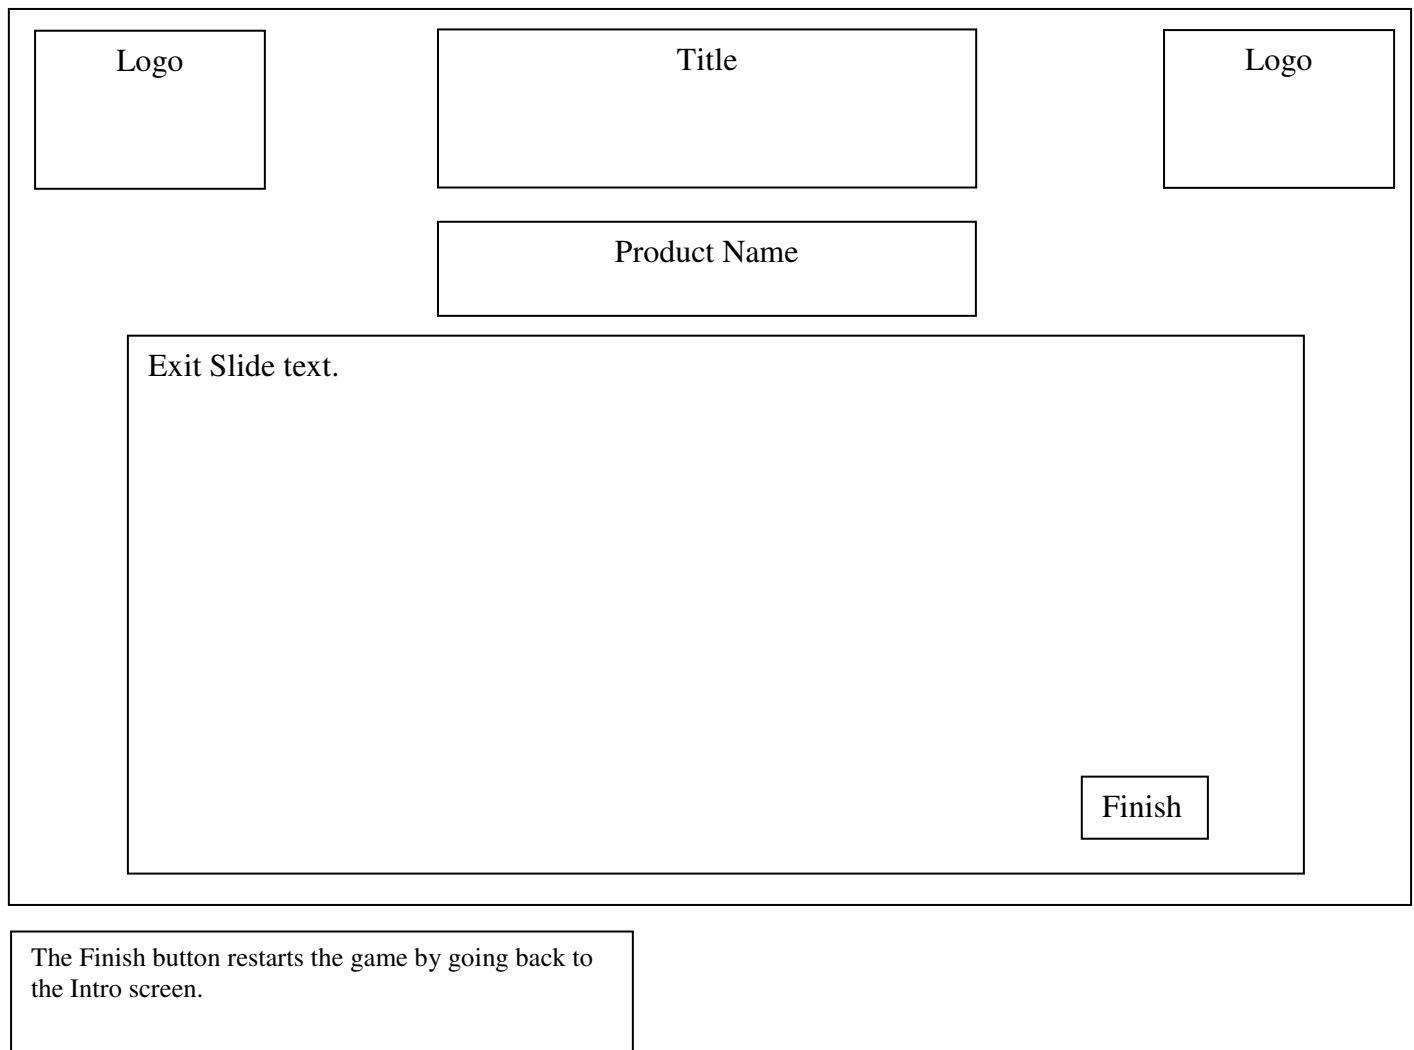 Logo
Title
Logo
Product Name
Exit Slide text.
Finish
The Finish button restarts the game by going back to
the Intro screen.